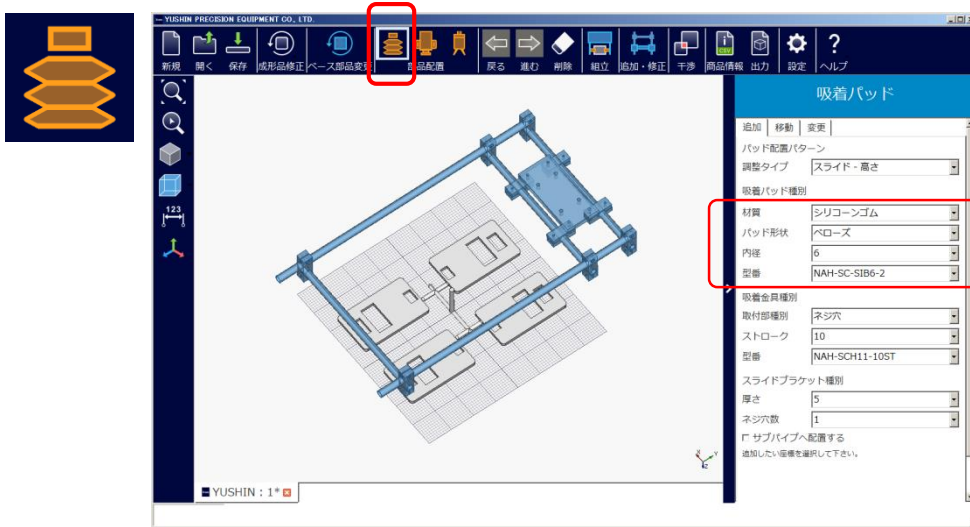 YUSHIN PRECISION EQUIPMENT CO., LTD.
新規 開く 保存 成形品修正 ベース部品変更 部品配置 戻る 進む 削除 組立 追加・修正 干渉 商品情報 出力 設定 ヘルプ
CSV
?
123
吸着パッド
追加 移動 変更
パッド配置パターン
調整タイプ スライド - 高さ
吸着パッド種別
材質 シリコーンゴム
パッド形状 ベローズ
内径 6
型番 NAH-SC-SIB6-2
吸着金具種別
取付部種別 ネジ穴
ストローク 10
型番 NAH-SCH11-10ST
スライドブラケット種別
厚さ 5
ネジ穴数 1
サブパイプへ配置する
追加したい座標を選択して下さい。
X Y
Z
YUSHIN : 1*